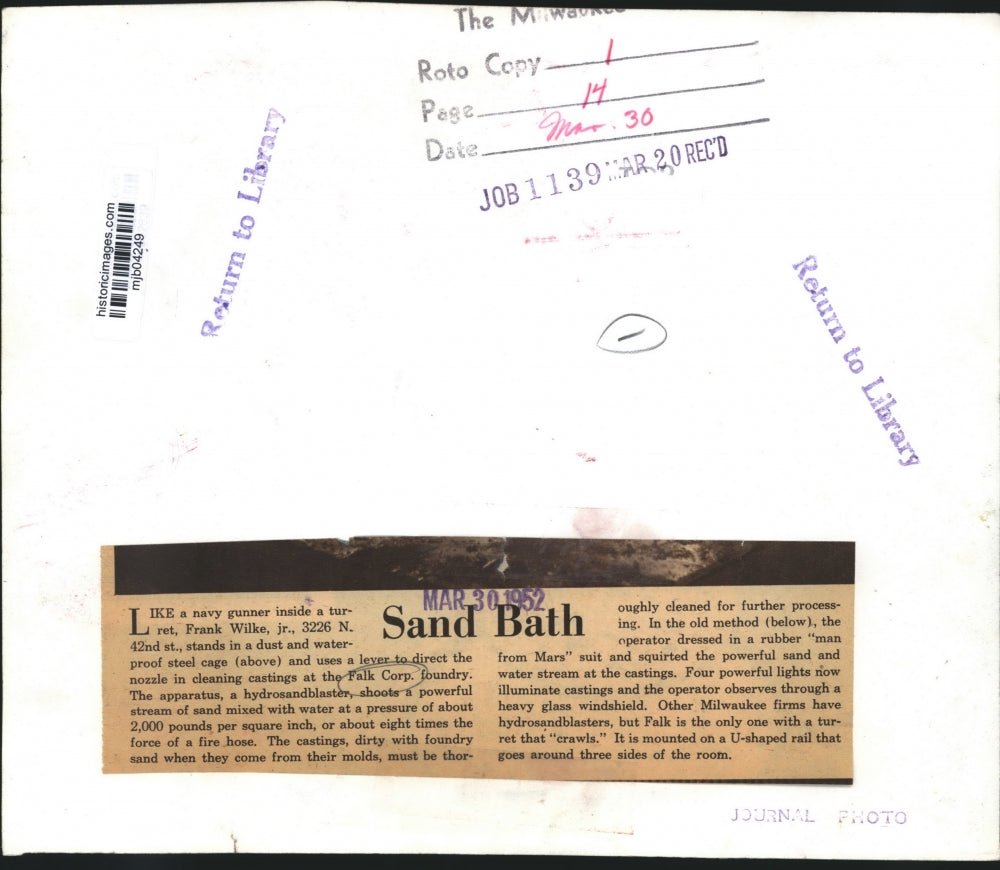 The Milwaukee
Roto Copy 1
Page 14
Date Mar. 30
JOB 1139 MAR 20 REC'D
Return to Library
historicimages.com
mjb04249
Return to Library
MAR 30 1952
Sand Bath
LIKE a navy gunner inside a tur-
ret, Frank Wilke, jr., 3226 N.
42nd st., stands in a dust and water-
proof steel cage (above) and uses a lever to direct the
nozzle in cleaning castings at the Falk Corp. foundry.
The apparatus, a hydrosandblaster, shoots a powerful
stream of sand mixed with water at a pressure of about
2,000 pounds per square inch, or about eight times the
force of a fire hose. The castings, dirty with foundry
sand when they come from their molds, must be thor-
oughly cleaned for further process-
ing. In the old method (below), the
operator dressed in a rubber "man
from Mars" suit and squirted the powerful sand and
water stream at the castings. Four powerful lights now
illuminate castings and the operator observes through a
heavy glass windshield. Other Milwaukee firms have
hydrosandblasters, but Falk is the only one with a tur-
ret that "crawls." It is mounted on a U-shaped rail that
goes around three sides of the room.
JOURNAL PHOTO